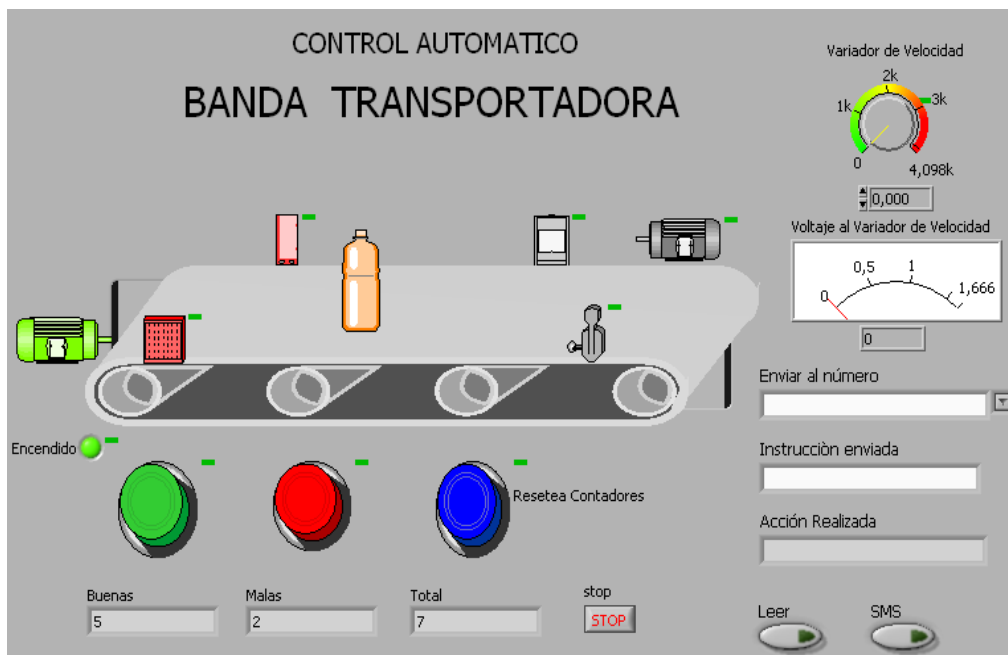 CONTROL AUTOMATICO
BANDA TRANSPORTADORA
Variador de Velocidad
2k
1k
3k
0
4,098k
0,000
Voltaje al Variador de Velocidad
0,5
1
0
1,666
0
Enviar al número
Instrucciòn enviada
Acción Realizada
Encendido
Resetea Contadores
Buenas
Malas
Total
stop
5
2
7
STOP
Leer
SMS